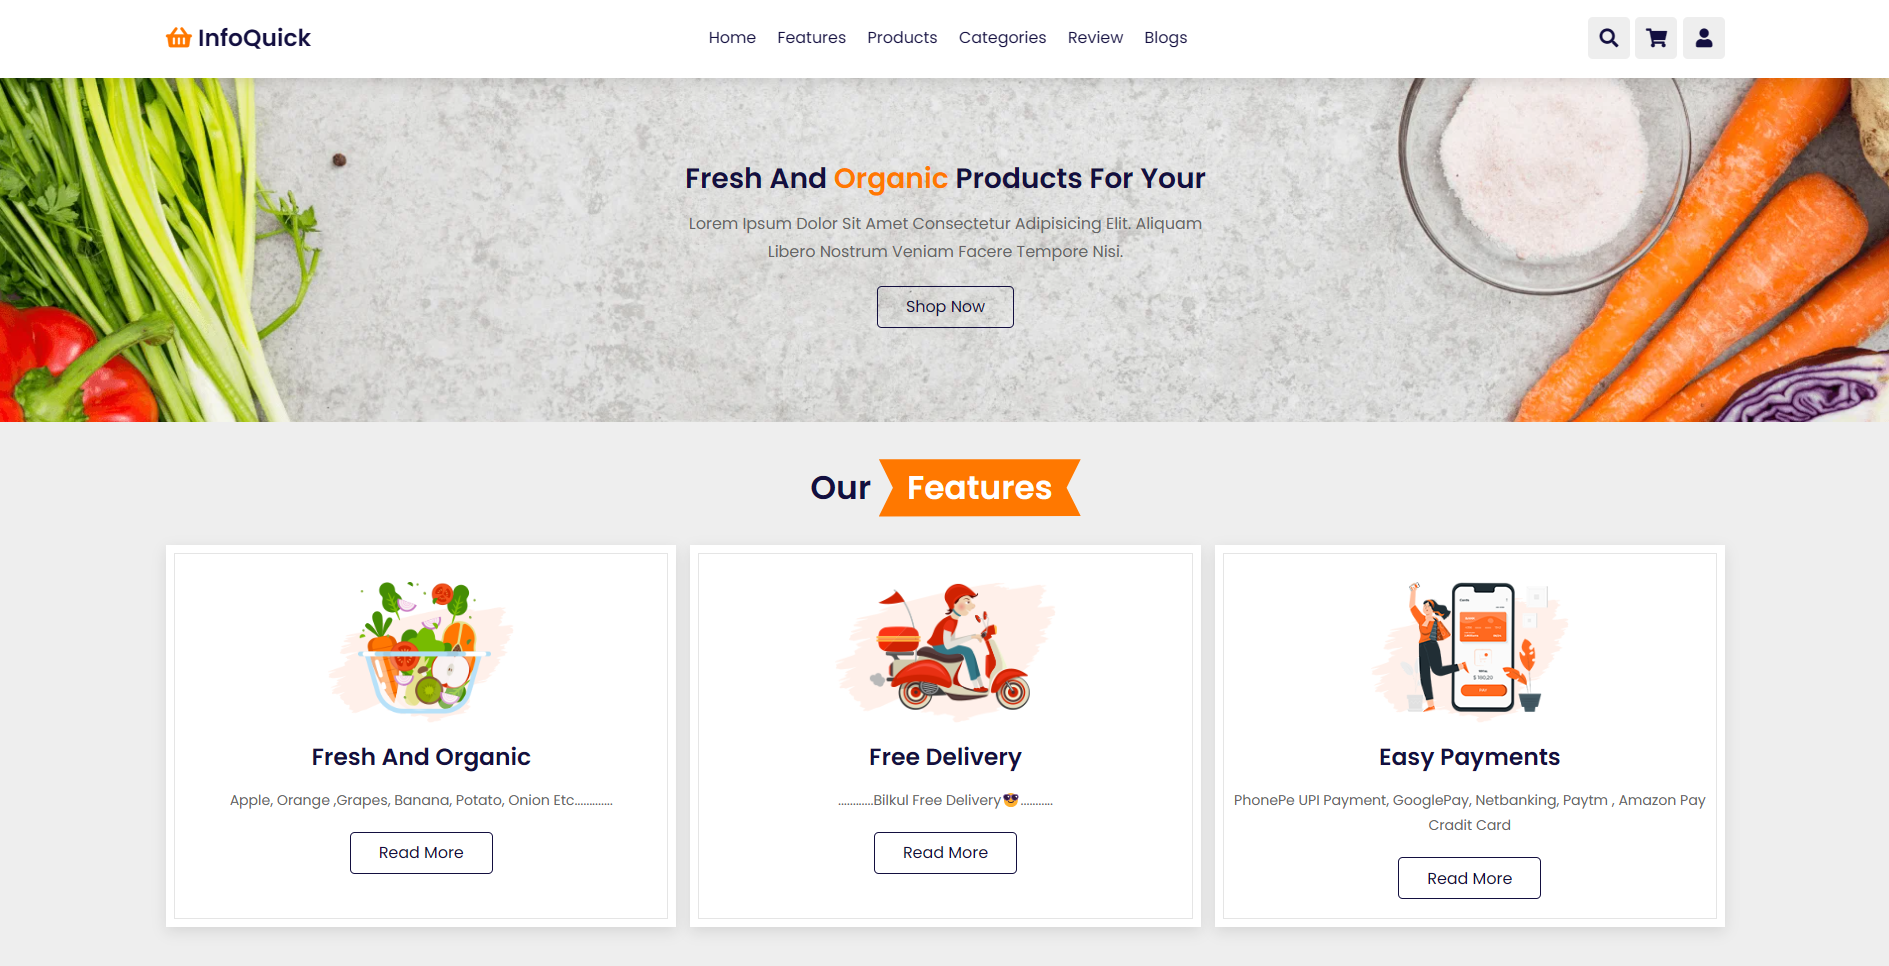 InfoQuick
Home Features Products Categories Review Blogs
Fresh And Organic Products For Your
Lorem Ipsum Dolor Sit Amet Consectetur Adipisicing Elit. Aliquam
Libero Nostrum Veniam Facere Tempore Nisi.
Shop Now
Our Features
Fresh And Organic
Apple, Orange ,Grapes, Banana, Potato, Onion Etc.............
Read More
Free Delivery
............Bilkul Free Delivery😎...........
Read More
Easy Payments
PhonePe UPI Payment, GooglePay, Netbanking, Paytm , Amazon Pay
Cradit Card
Read More